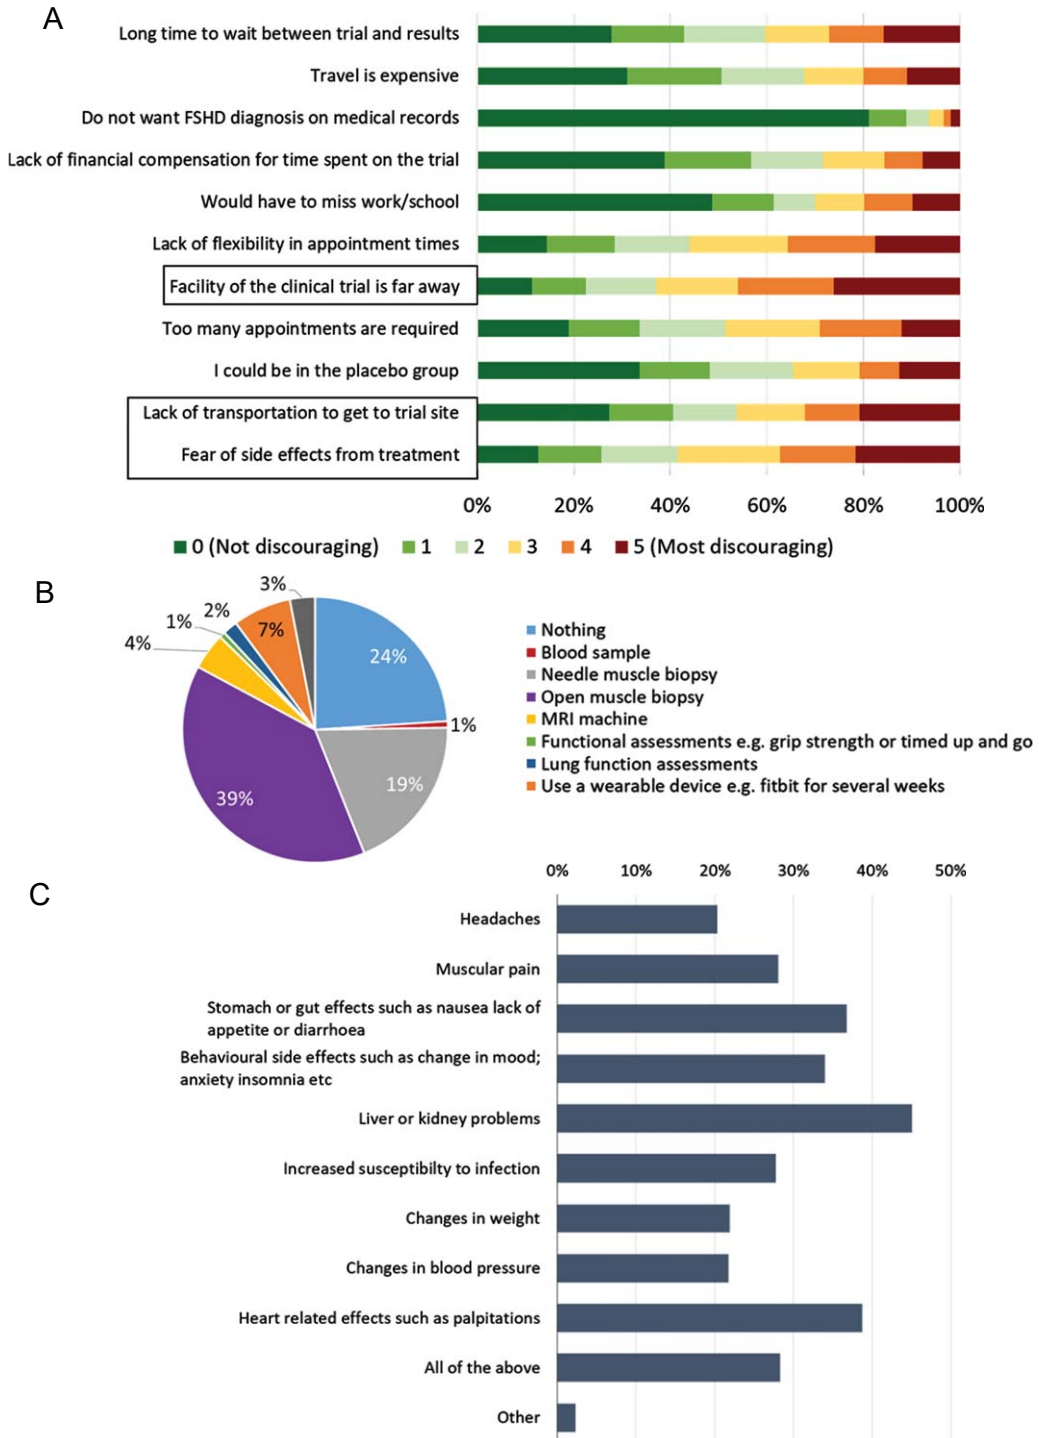 A
Long time to wait between trial and results
Travel is expensive
Do not want FSHD diagnosis on medical records
Lack of financial compensation for time spent on the trial
Would have to miss work/school
Lack of flexibility in appointment times
Facility of the clinical trial is far away
Too many appointments are required
I could be in the placebo group
Lack of transportation to get to trial site
Fear of side effects from treatment
0% 20% 40% 60% 80% 100%
0 (Not discouraging) 1 2 3 4 5 (Most discouraging)
B
3%
2%
1%
4%
7%
24%
1%
19%
39%
Nothing
Blood sample
Needle muscle biopsy
Open muscle biopsy
MRI machine
Functional assessments e.g. grip strength or timed up and go
Lung function assessments
Use a wearable device e.g. fitbit for several weeks
C
0% 10% 20% 30% 40% 50%
Headaches
Muscular pain
Stomach or gut effects such as nausea lack of
appetite or diarrhoea
Behavioural side effects such as change in mood;
anxiety insomnia etc
Liver or kidney problems
Increased susceptibilty to infection
Changes in weight
Changes in blood pressure
Heart related effects such as palpitations
All of the above
Other